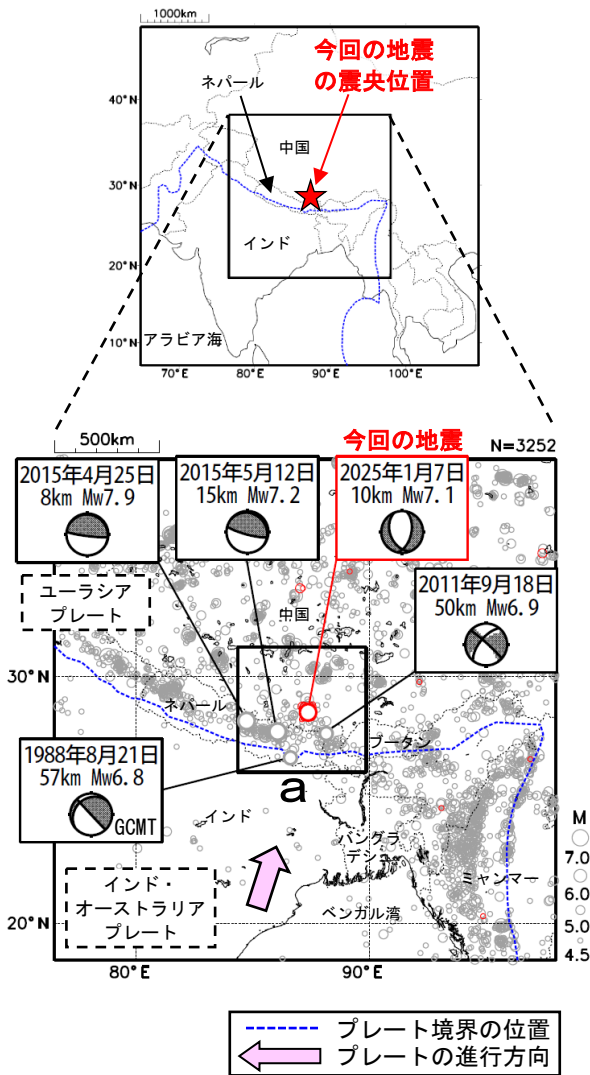 1000km
今回の地震
の震央位置
ネパール
中国
インド
アラビア海
40°N
30°N
20°N
10°N
70°E
80°E
90°E
100°E
500km
今回の地震
N=3252
2015年4月25日
8km Mw7.9
2015年5月12日
15km Mw7.2
2025年1月7日
10km Mw7.1
ユーラシア
プレート
中国
2011年9月18日
50km Mw6.9
30°N
ネパール
ブータン
1988年8月21日
57km Mw6.8
GCMT
a
インド
バングラ
デシュ
ミャンマー
インド・
オーストラリア
プレート
ベンガル湾
20°N
80°E
90°E
M
7.0
6.0
5.0
4.5
プレート境界の位置
プレートの進行方向